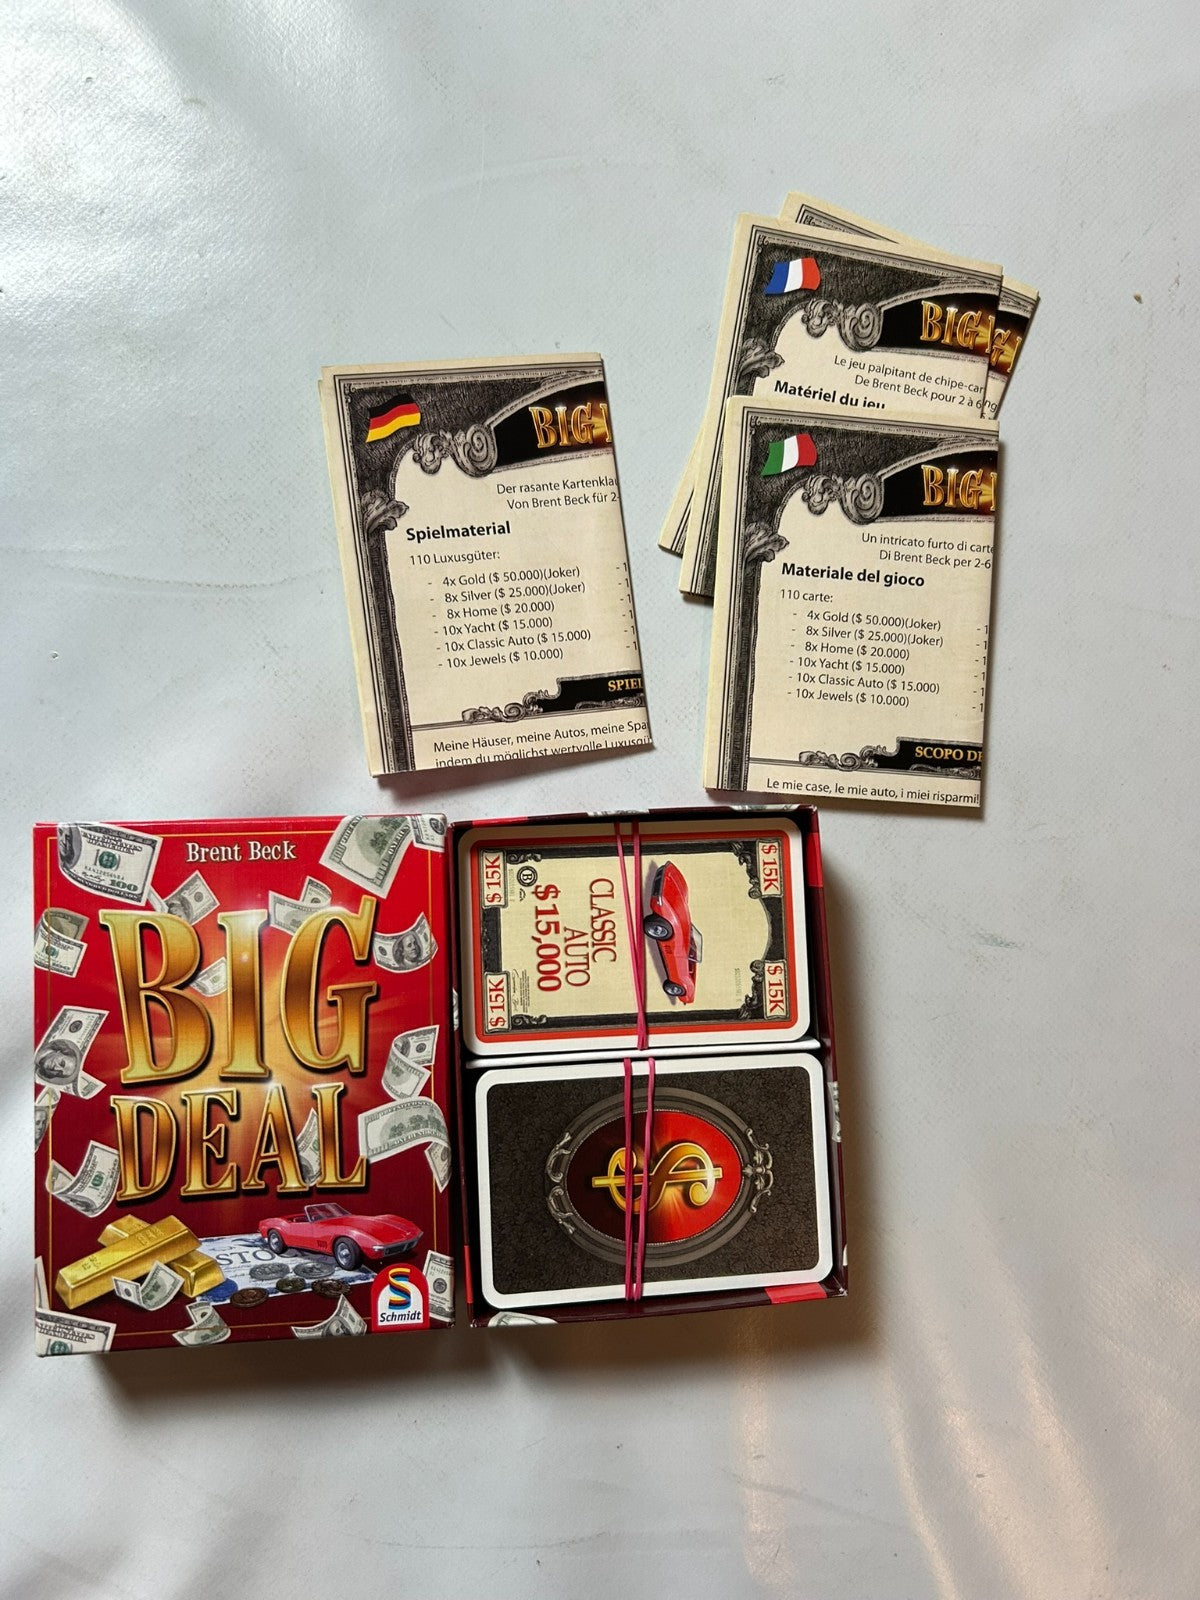 BIG
Le jeu palpitant de chipe-car
De Brent Beck pour 2 à 6
Matériel du jeu
BIG
Der rasante Kartenklau
Von Brent Beck für 2-
Spielmaterial
110 Luxusgüter:
- 4x Gold ($ 50.000)(Joker)
- 8x Silver ($ 25.000)(Joker)
- 8x Home ($ 20.000)
- 10x Yacht ($ 15.000)
- 10x Classic Auto ($ 15.000)
- 10x Jewels ($ 10.000)
SPIEL
Meine Häuser, meine Autos, meine Spa
indem du möglichst wertvolle Luxusgü
BIG
Un intricato furto di carte
Di Brent Beck per 2-6
Materiale del gioco
110 carte:
- 4x Gold ($ 50.000)(Joker)
- 8x Silver ($ 25.000)(Joker)
- 8x Home ($ 20.000)
- 10x Yacht ($ 15.000)
- 10x Classic Auto ($ 15.000)
- 10x Jewels ($ 10.000)
SCOPO DE
Le mie case, le mie auto, i miei risparmi!
Brent Beck
BIG
DEAL
100
STO
Schmidt
$ 15K
$ 15K
CLASSIC
AUTO
$ 15,000
$ 15K
$ 15K
$